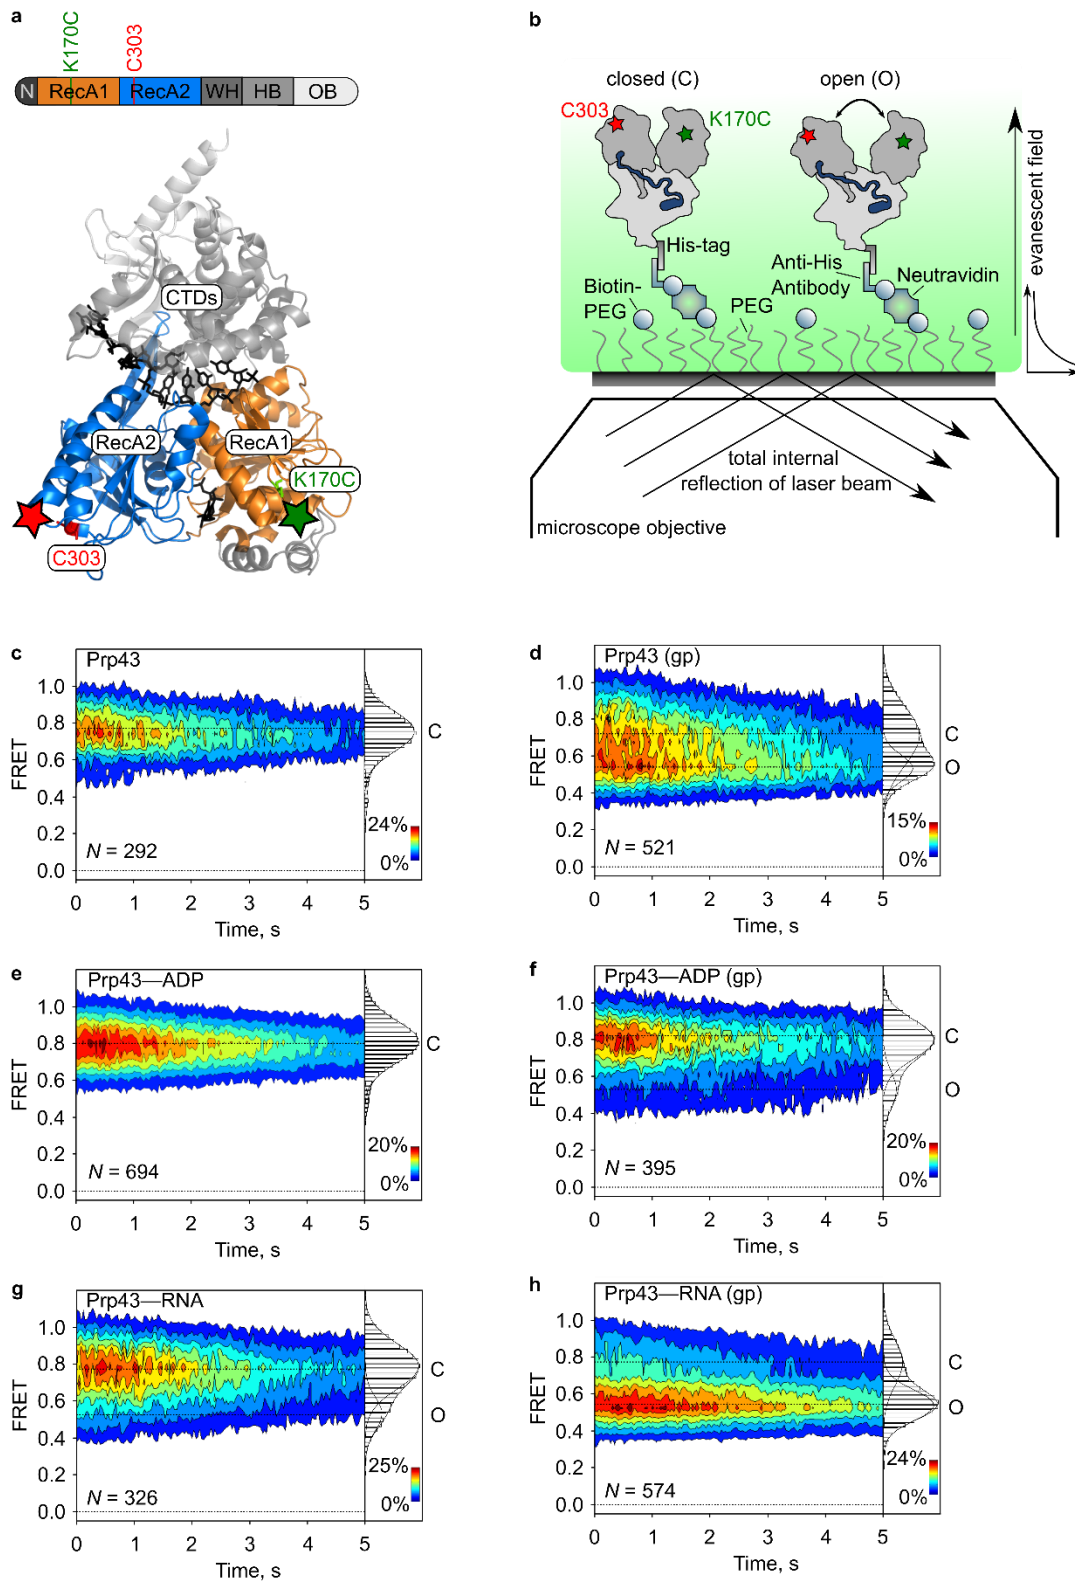 a
K170C
C303
N RecA1 RecA2 WH HB OB
CTDs
RecA2
RecA1
K170C
C303
b
closed (C)
open (O)
C303
K170C
His-tag
Biotin-
PEG
PEG
Anti-His
Antibody
Neutravidin
evanescent field
total internal
reflection of laser beam
microscope objective
c
Prp43
FRET
1.0
0.8
0.6
0.4
0.2
0.0
C
24%
0%
N = 292
0 1 2 3 4 5
Time, s
d
Prp43 (gp)
FRET
1.0
0.8
0.6
0.4
0.2
0.0
C
O
15%
0%
N = 521
0 1 2 3 4 5
Time, s
e
Prp43—ADP
FRET
1.0
0.8
0.6
0.4
0.2
0.0
C
20%
0%
N = 694
0 1 2 3 4 5
Time, s
f
Prp43—ADP (gp)
FRET
1.0
0.8
0.6
0.4
0.2
0.0
C
O
20%
0%
N = 395
0 1 2 3 4 5
Time, s
g
Prp43—RNA
FRET
1.0
0.8
0.6
0.4
0.2
0.0
C
O
25%
0%
N = 326
0 1 2 3 4 5
Time, s
h
Prp43—RNA (gp)
FRET
1.0
0.8
0.6
0.4
0.2
0.0
C
O
24%
0%
N = 574
0 1 2 3 4 5
Time, s